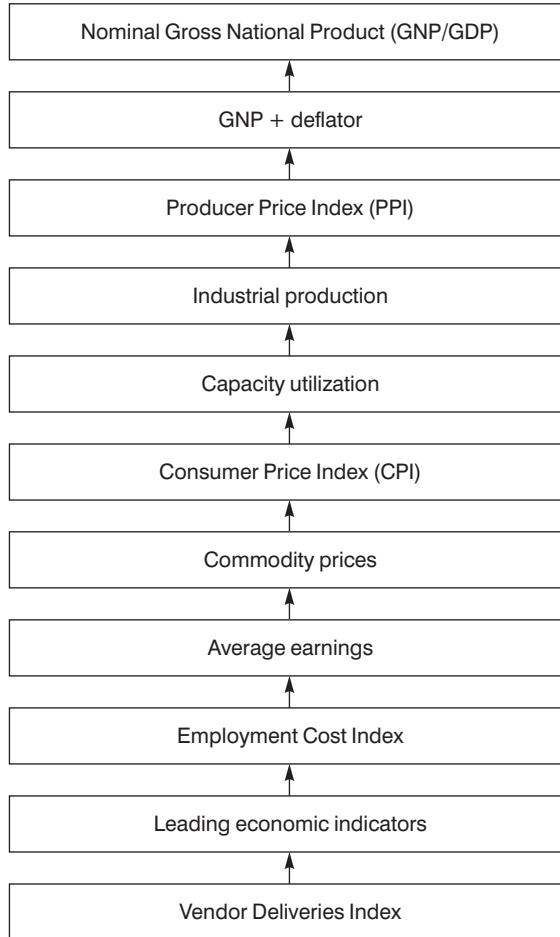 Nominal Gross National Product (GNP/GDP)
GNP + deflator
Producer Price Index (PPI)
Industrial production
Capacity utilization
Consumer Price Index (CPI)
Commodity prices
Average earnings
Employment Cost Index
Leading economic indicators
Vendor Deliveries Index